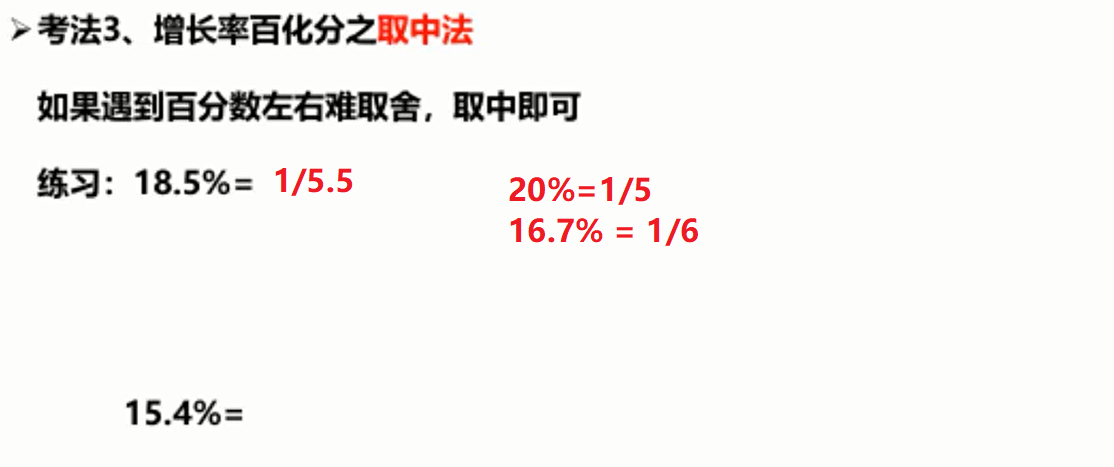 ➢考法3、增长率百化分之取中法
如果遇到百分数左右难取舍，取中即可
练习：18.5%= 1/5.5
20%=1/5
16.7% = 1/6
15.4%=